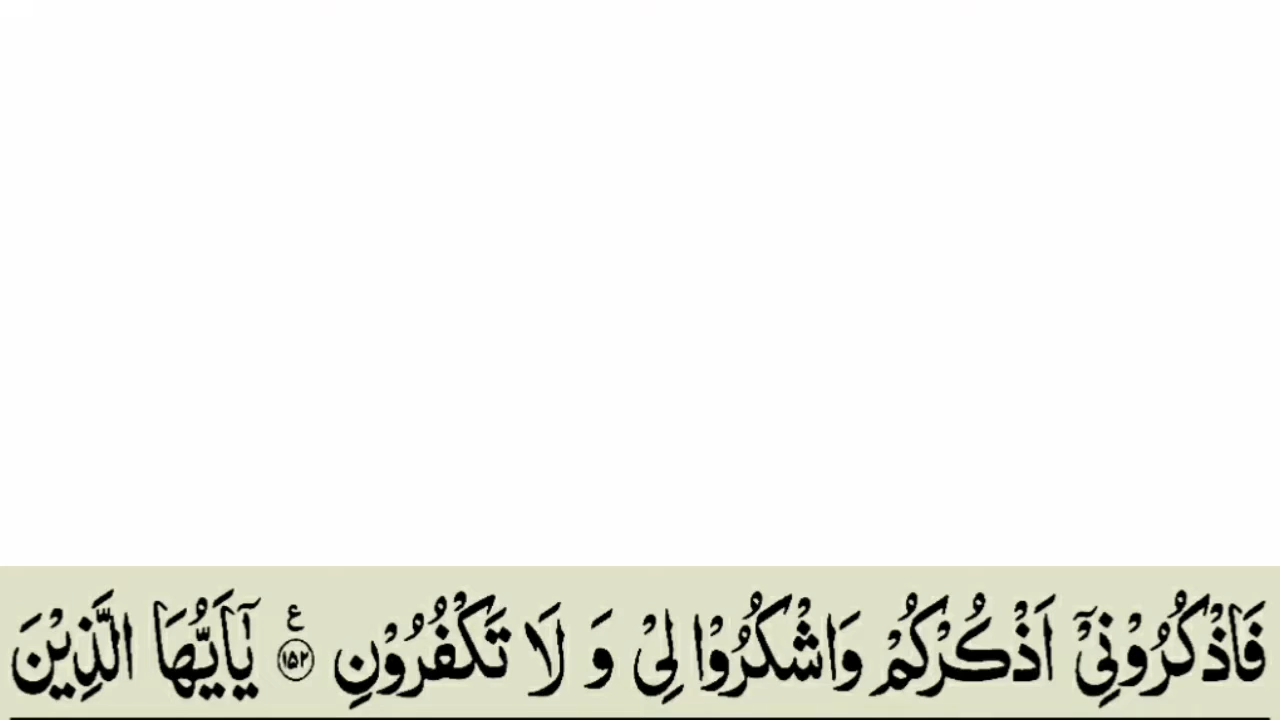 فَاذْكُرُوْنِیْۤ اَذْكُرْكُمْ وَاشْكُرُوْا لِیْ وَ لَا تَكْفُرُوْنِ ۧ ﴿۱۵۲﴾ یٰۤاَیُّهَا الَّذِیْنَ